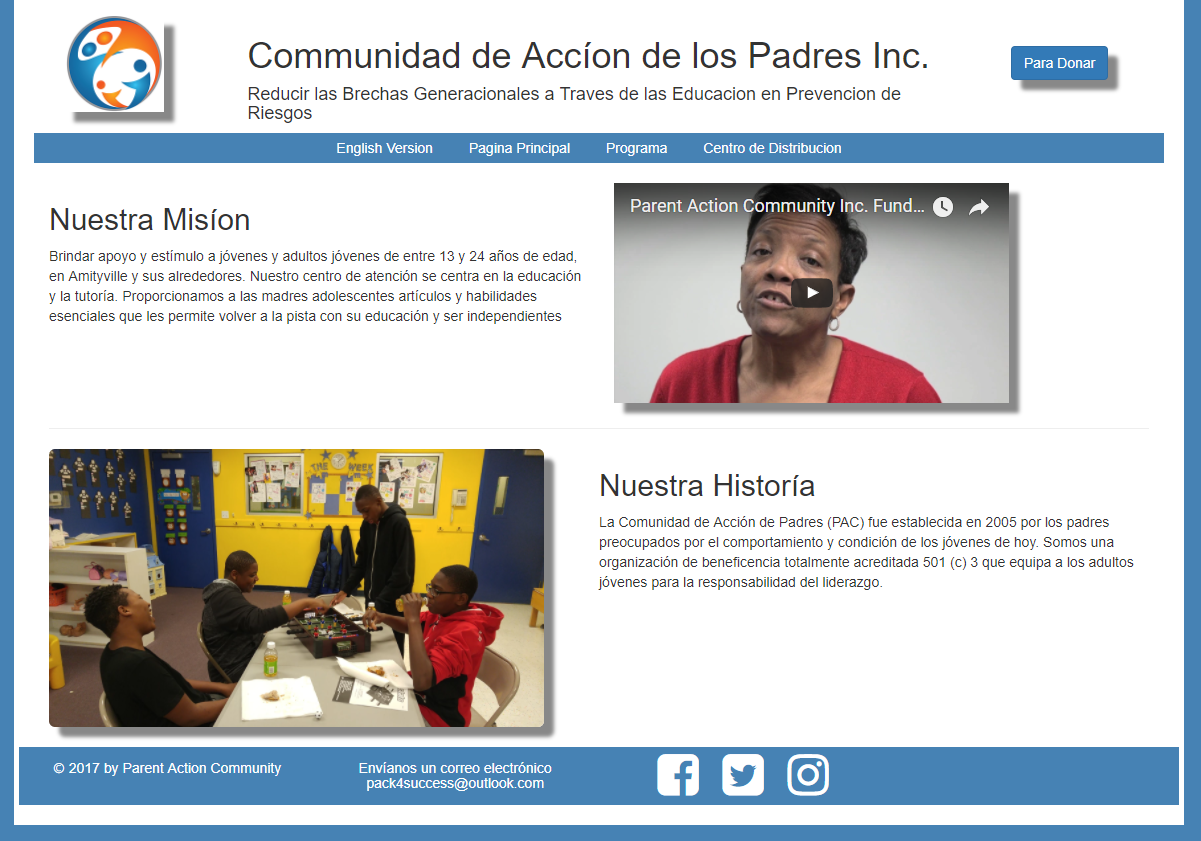 Communidad de Accíon de los Padres Inc.
Para Donar
Reducir las Brechas Generacionales a Traves de las Educacion en Prevencion de
Riesgos
English Version
Pagina Principal
Programa
Centro de Distribucion
Nuestra Misíon
Brindar apoyo y estímulo a jóvenes y adultos jóvenes de entre 13 y 24 años de edad,
en Amityville y sus alrededores. Nuestro centro de atención se centra en la educación
y la tutoría. Proporcionamos a las madres adolescentes artículos y habilidades
esenciales que les permite volver a la pista con su educación y ser independientes
Parent Action Community Inc. Fund...
THE WEEK
Nuestra Historía
La Comunidad de Acción de Padres (PAC) fue establecida en 2005 por los padres
preocupados por el comportamiento y condición de los jóvenes de hoy. Somos una
organización de beneficencia totalmente acreditada 501 (c) 3 que equipa a los adultos
jóvenes para la responsabilidad del liderazgo.
© 2017 by Parent Action Community
Envíanos un correo electrónico
pack4success@outlook.com